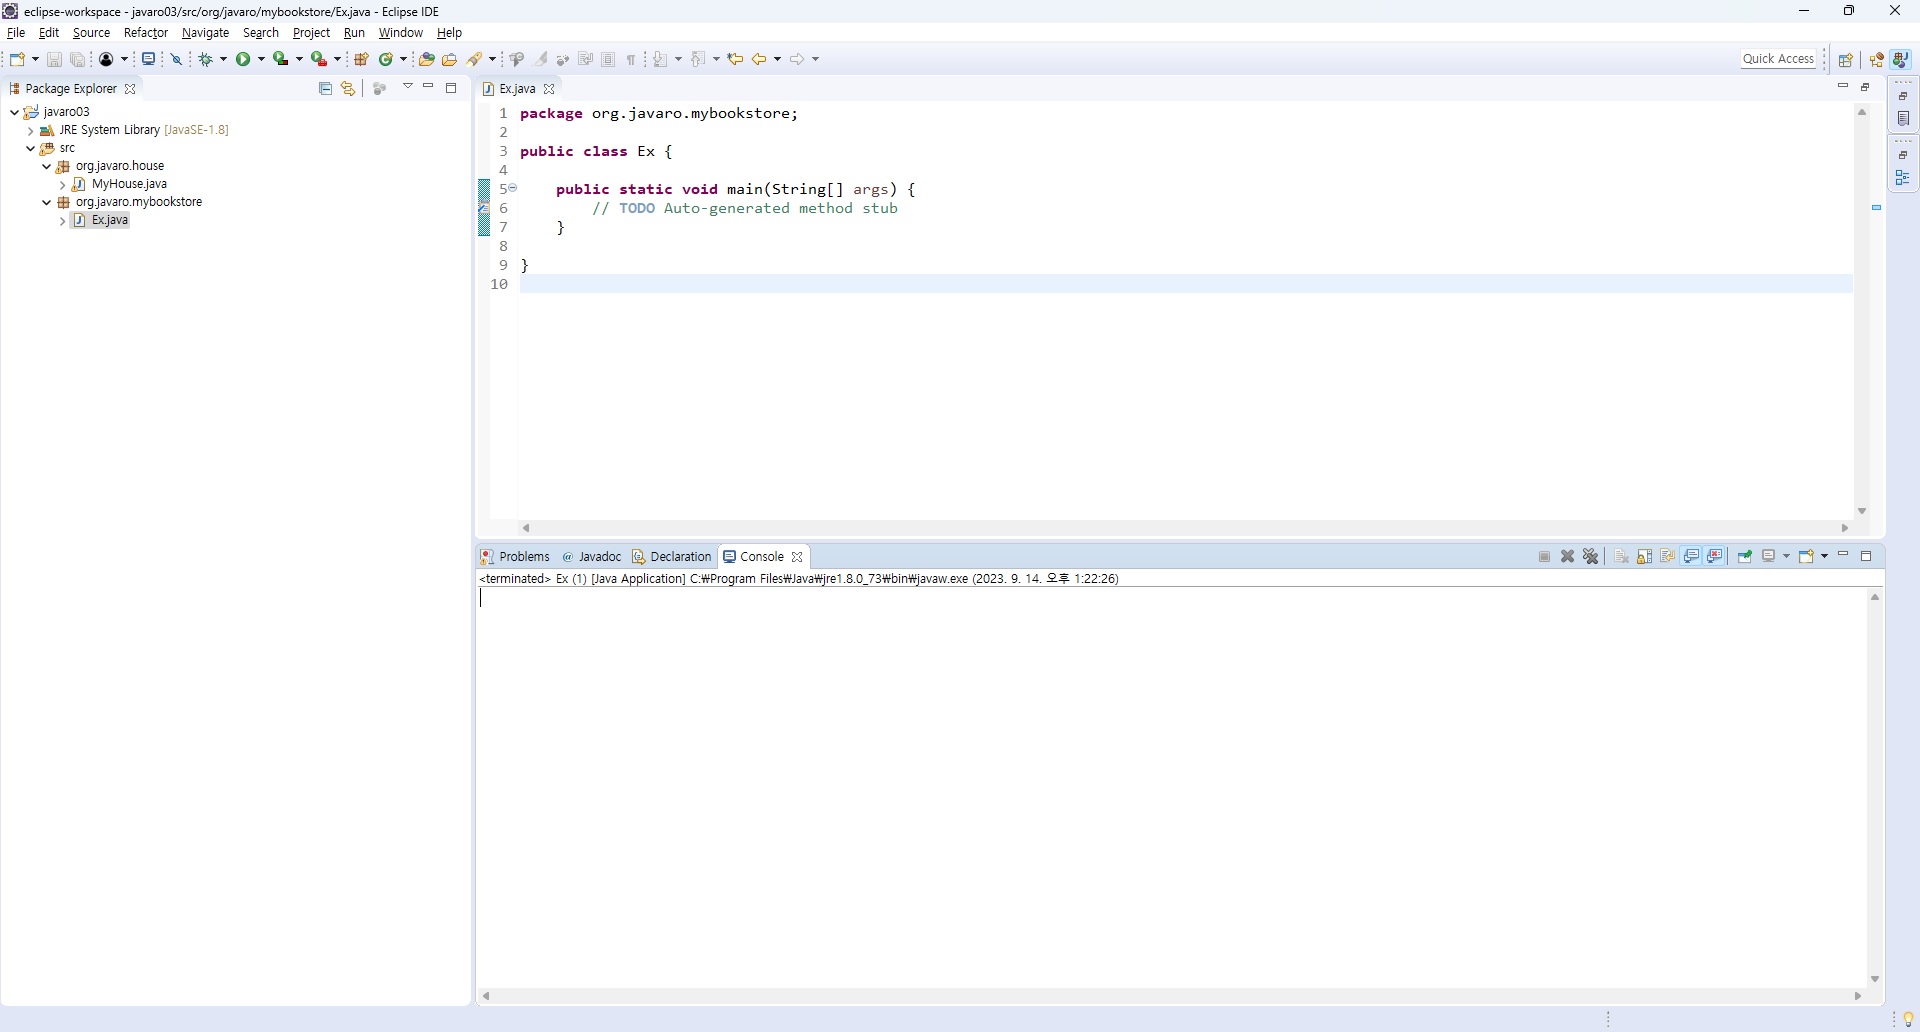 eclipse-workspace - javaro03/src/org/javaro/mybookstore/Ex.java - Eclipse IDE
File Edit Source Refactor Navigate Search Project Run Window Help
Quick Access
Package Explorer
javaro03
JRE System Library [JavaSE-1.8]
src
org.javaro.house
MyHouse.java
org.javaro.mybookstore
Ex.java
Ex.java
1 package org.javaro.mybookstore;
2
3 public class Ex {
4
5 public static void main(String[] args) {
6 // TODO Auto-generated method stub
7 }
8
9 }
10
Problems @ Javadoc Declaration Console
<terminated> Ex (1) [Java Application] C:₩Program Files₩Java₩jre1.8.0_73₩bin₩javaw.exe (2023. 9. 14. 오후 1:22:26)